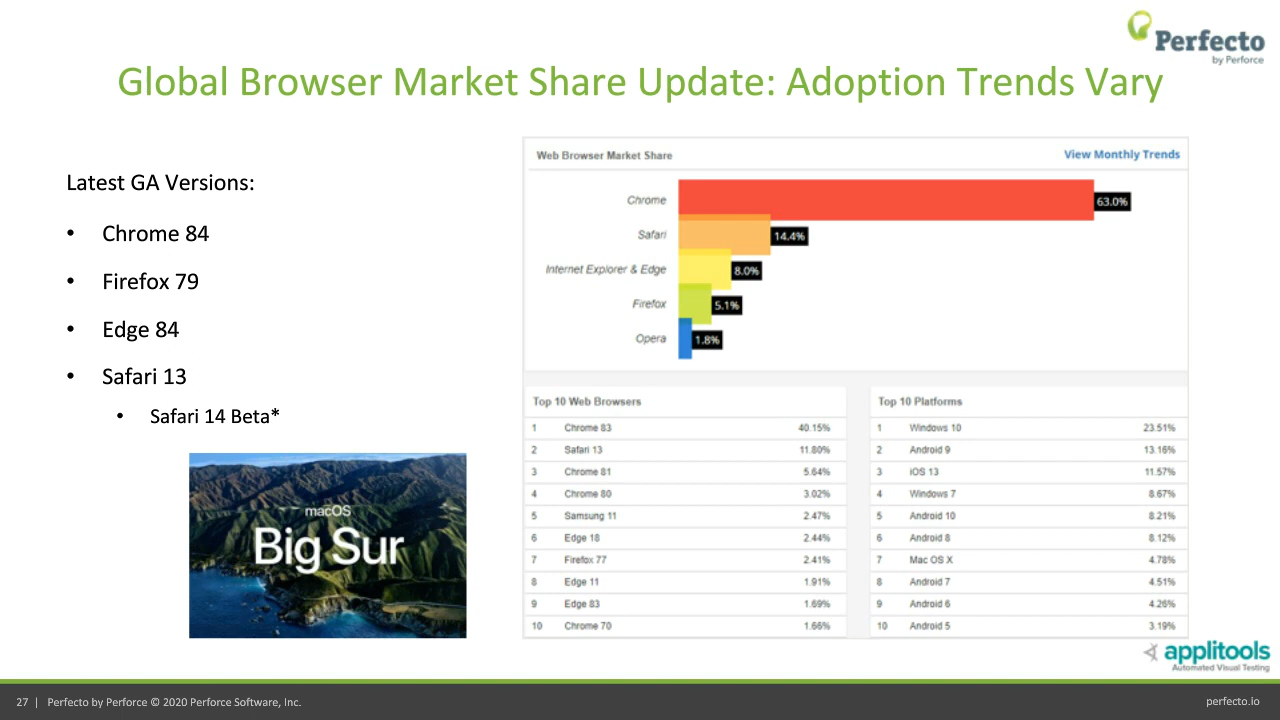 Perfecto
by Perforce
Global Browser Market Share Update: Adoption Trends Vary
Latest GA Versions:
• Chrome 84
• Firefox 79
• Edge 84
• Safari 13
• Safari 14 Beta*
macOS
Big Sur
Web Browser Market Share View Monthly Trends
Chrome 63.0%
Safari 14.4%
Internet Explorer & Edge 8.0%
Firefox 5.1%
Opera 1.8%
Top 10 Web Browsers
1 Chrome 83 40.15%
2 Safari 13 11.80%
3 Chrome 81 5.64%
4 Chrome 80 3.02%
5 Samsung 11 2.47%
6 Edge 18 2.44%
7 Firefox 77 2.41%
8 Edge 11 1.91%
9 Edge 83 1.69%
10 Chrome 70 1.66%
Top 10 Platforms
1 Windows 10 23.51%
2 Android 9 13.16%
3 iOS 13 11.57%
4 Windows 7 8.67%
5 Android 10 8.21%
6 Android 8 8.12%
7 Mac OS X 4.78%
8 Android 7 4.51%
9 Android 6 4.26%
10 Android 5 3.19%
applitools
Automated Visual Testing
27 | Perfecto by Perforce © 2020 Perforce Software, Inc.
perfecto.io